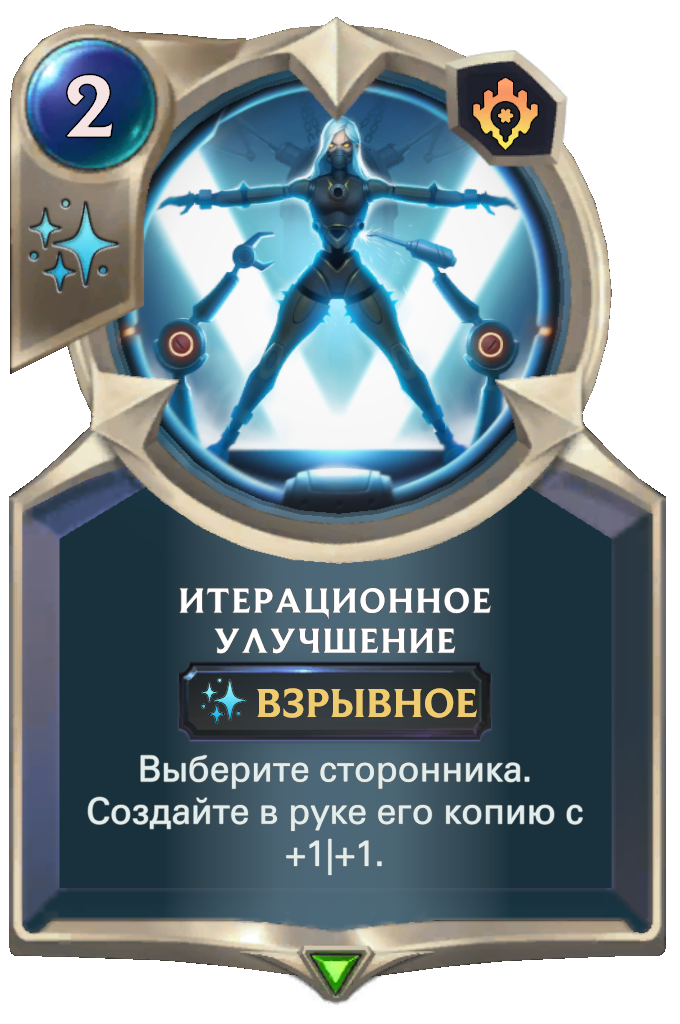 2
ИТЕРАЦИОННОЕ
УЛУЧШЕНИЕ
ВЗРЫВНОЕ
Выберите сторонника.
Создайте в руке его копию с
+1|+1.